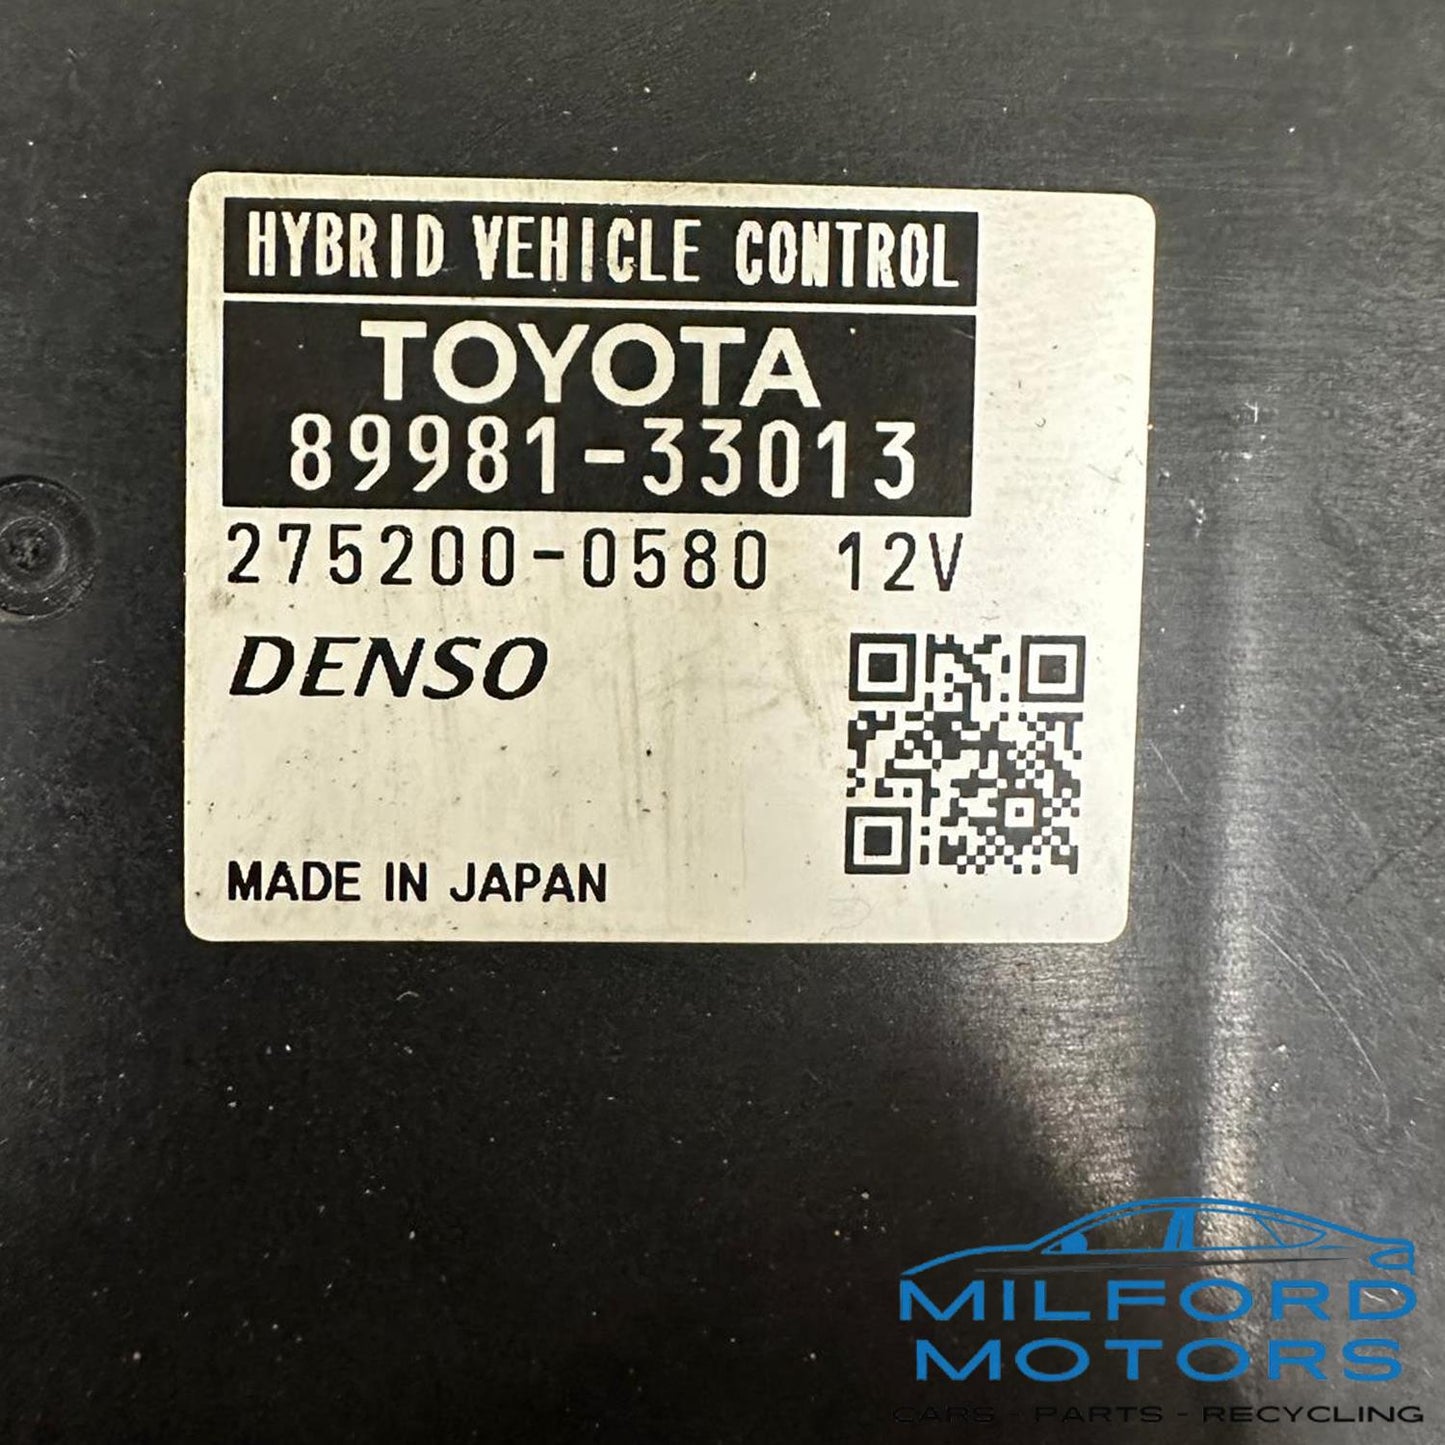 HYBRID VEHICLE CONTROL
TOYOTA
89981-33013
275200-0580 12V
DENSO
MADE IN JAPAN
MILFORD
MOTORS
CARS - PARTS - RECYCLING